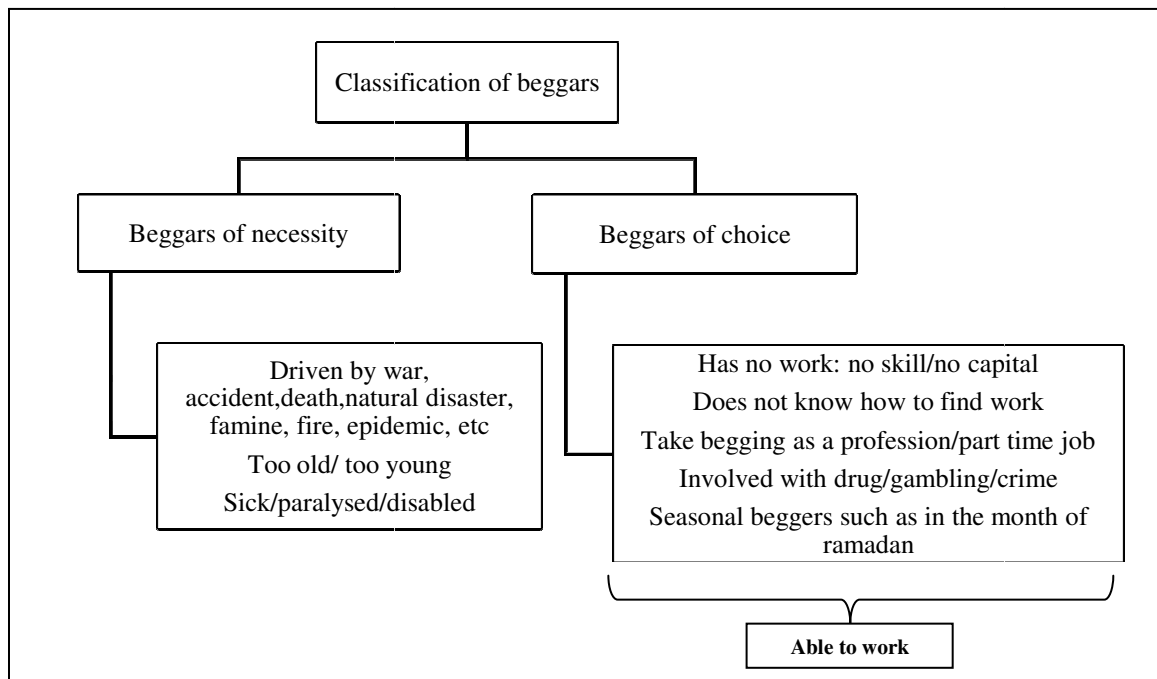 Classification of beggars
Beggars of necessity
Beggars of choice
Driven by war,
accident,death,natural disaster,
famine, fire, epidemic, etc
Too old/ too young
Sick/paralysed/disabled
Has no work: no skill/no capital
Does not know how to find work
Take begging as a profession/part time job
Involved with drug/gambling/crime
Seasonal beggers such as in the month of
ramadan
Able to work